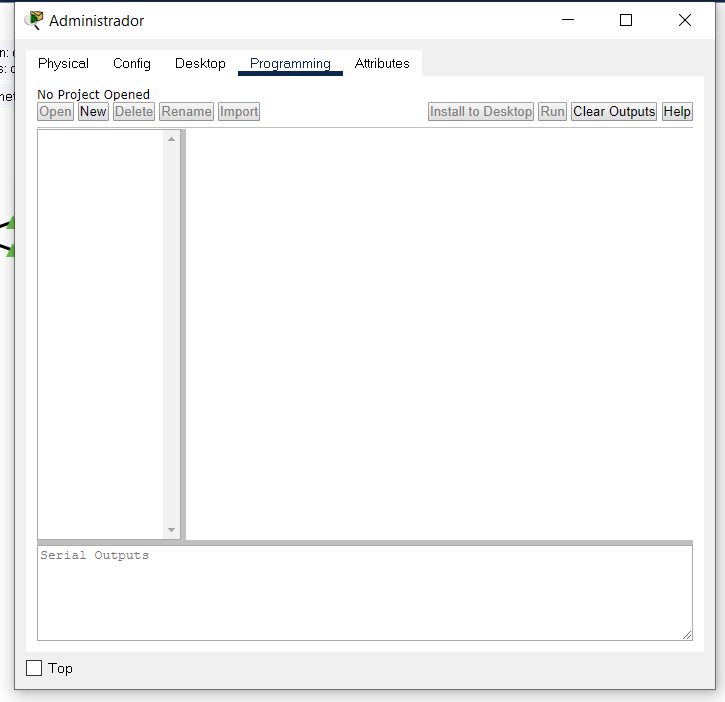 Administrador
n:
s:
net
Physical Config Desktop Programming Attributes
No Project Opened
Open New Delete Rename Import Install to Desktop Run Clear Outputs Help
Serial Outputs
Top